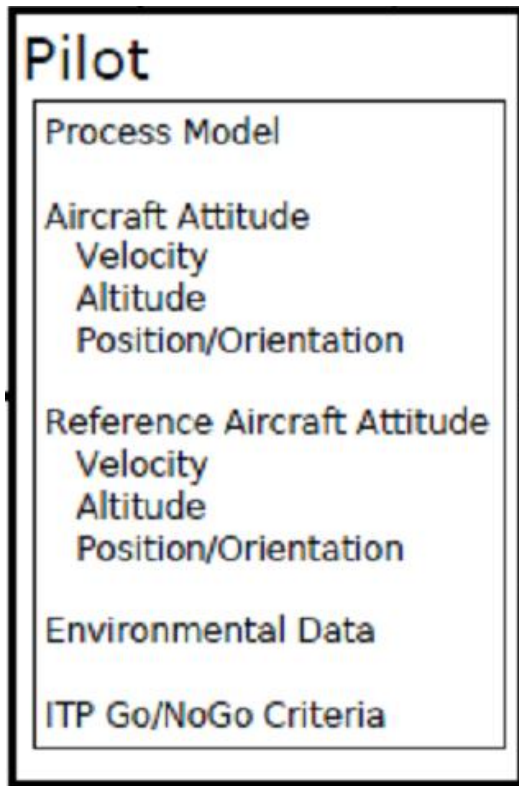 Pilot
Process Model
Aircraft Attitude
Velocity
Altitude
Position/Orientation
Reference Aircraft Attitude
Velocity
Altitude
Position/Orientation
Environmental Data
ITP Go/NoGo Criteria